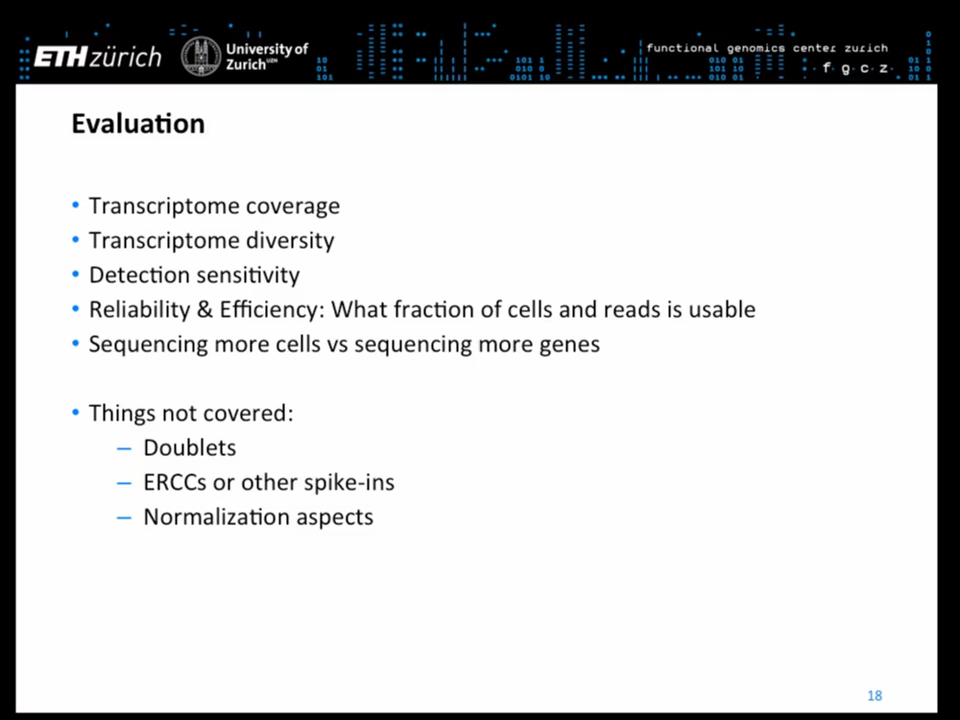 ETH zürich
University of
Zurich UZH
functional genomics center zurich
f g c z
Evaluation
• Transcriptome coverage
• Transcriptome diversity
• Detection sensitivity
• Reliability & Efficiency: What fraction of cells and reads is usable
• Sequencing more cells vs sequencing more genes
• Things not covered:
– Doublets
– ERCCs or other spike-ins
– Normalization aspects
18